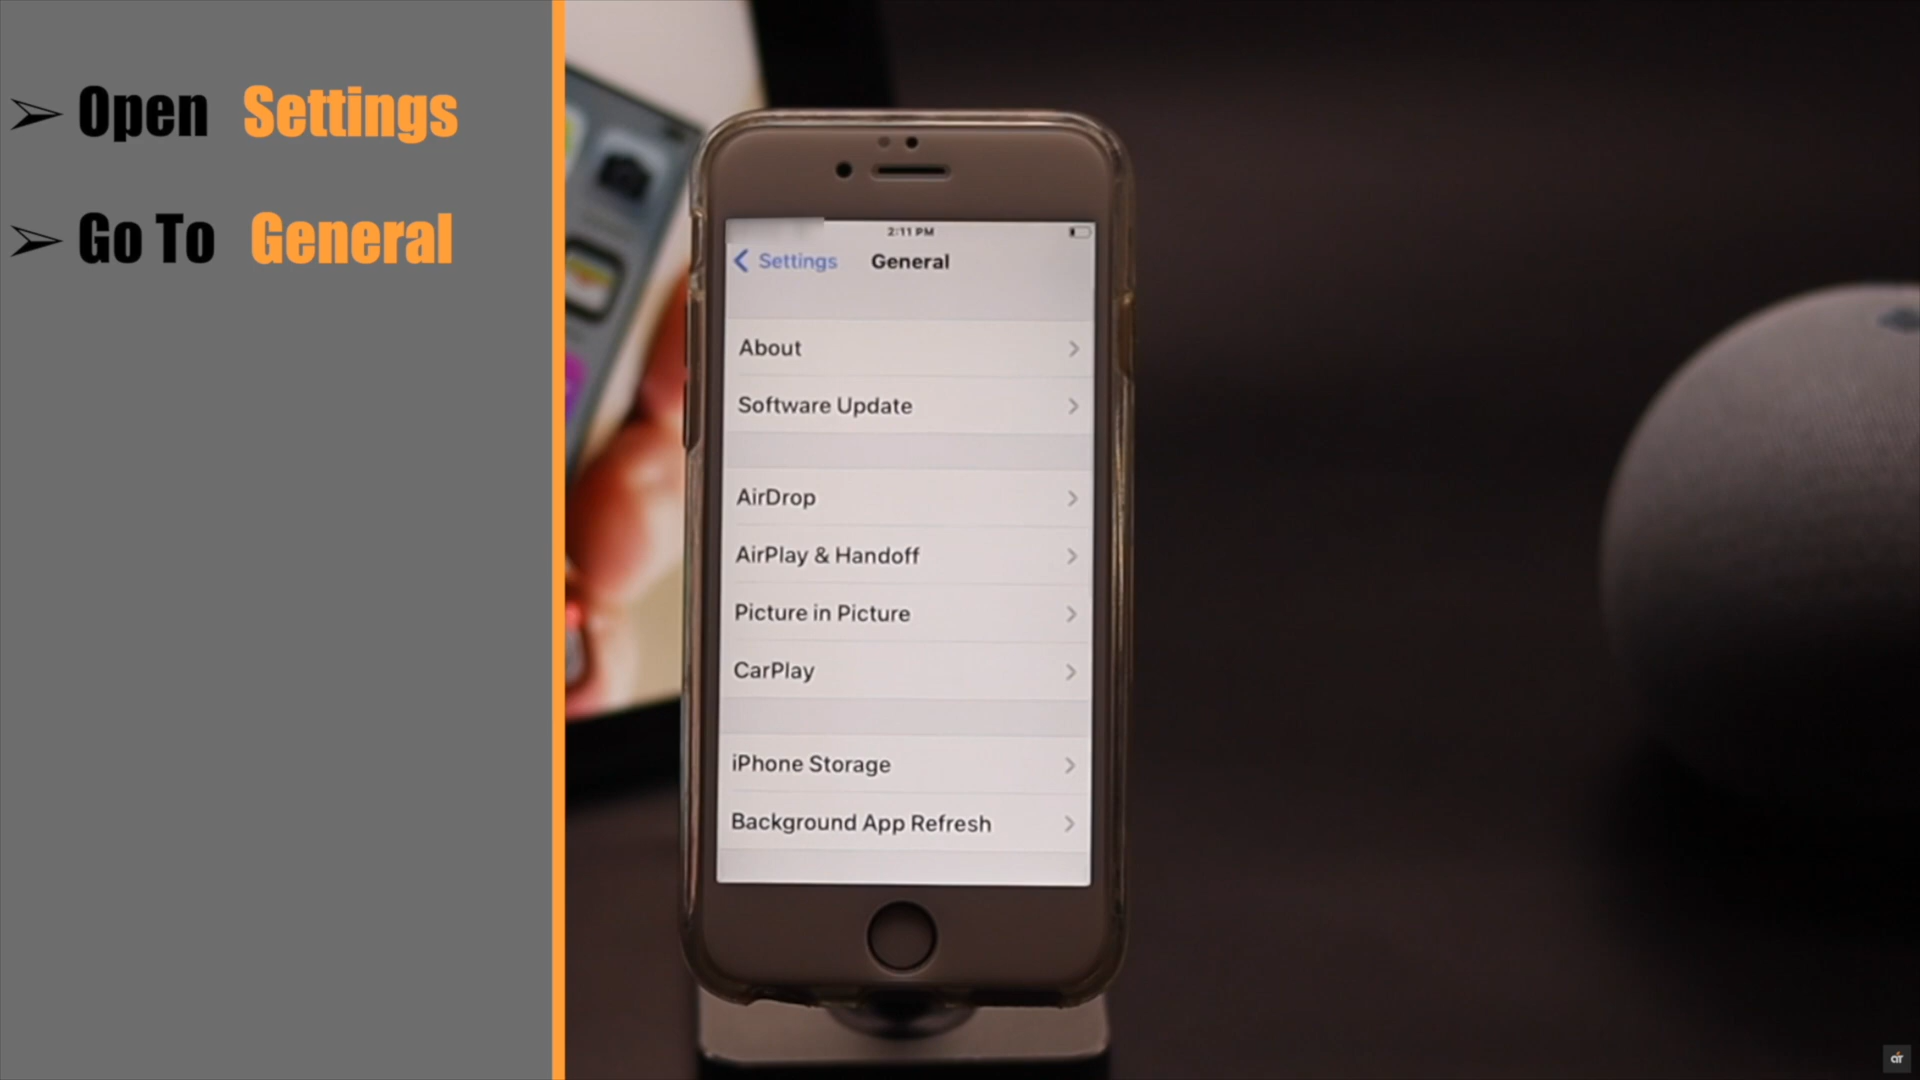 ➢ Open Settings
➢ Go To General
2:11 PM
Settings General
About
Software Update
AirDrop
AirPlay & Handoff
Picture in Picture
CarPlay
iPhone Storage
Background App Refresh
ar